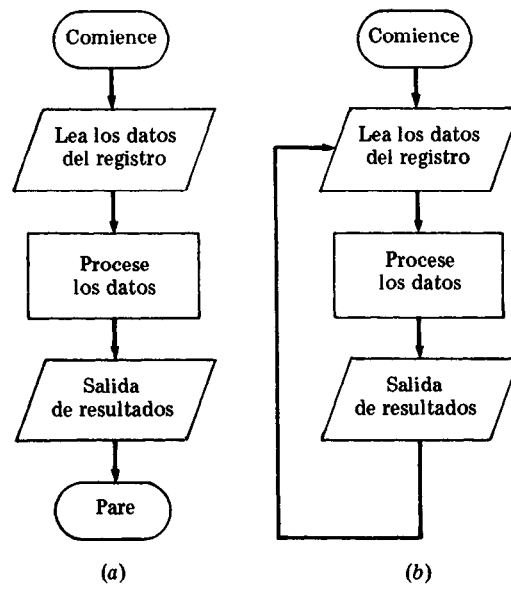 Comience
Lea los datos
del registro
Procese
los datos
Salida
de resultados
Pare
(a)
Comience
Lea los datos
del registro
Procese
los datos
Salida
de resultados
(b)